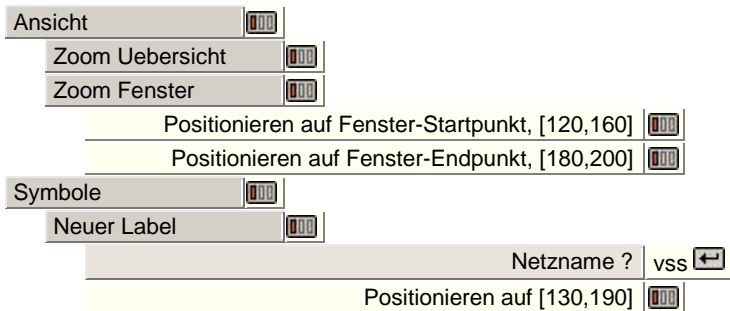 Ansicht
Zoom Uebersicht
Zoom Fenster
Positionieren auf Fenster-Startpunkt, [120,160]
Positionieren auf Fenster-Endpunkt, [180,200]
Symbole
Neuer Label
Netzname ? vss
Positionieren auf [130,190]